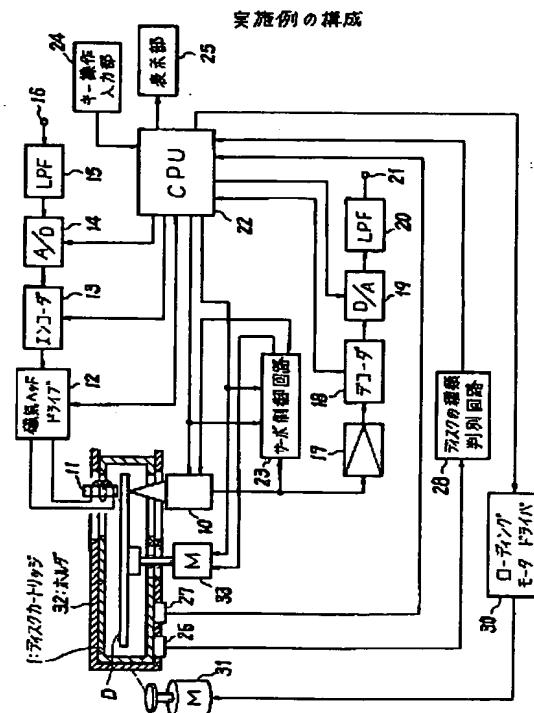 実施例の構成
24
キー操作
入力部
表示部
25
16
LPF
15
A/D
14
エンコーダ
13
磁気ヘッド
ドライブ
12
CPU
22
11
1:ディスクカートリッジ
32:ホルダ
D
10
M
33
27
26
M
31
サーボ制御回路
23
17
デコーダ
18
D/A
19
LPF
20
21
ディスクの種類
判別回路
28
ローディング
モータ ドライバ
30